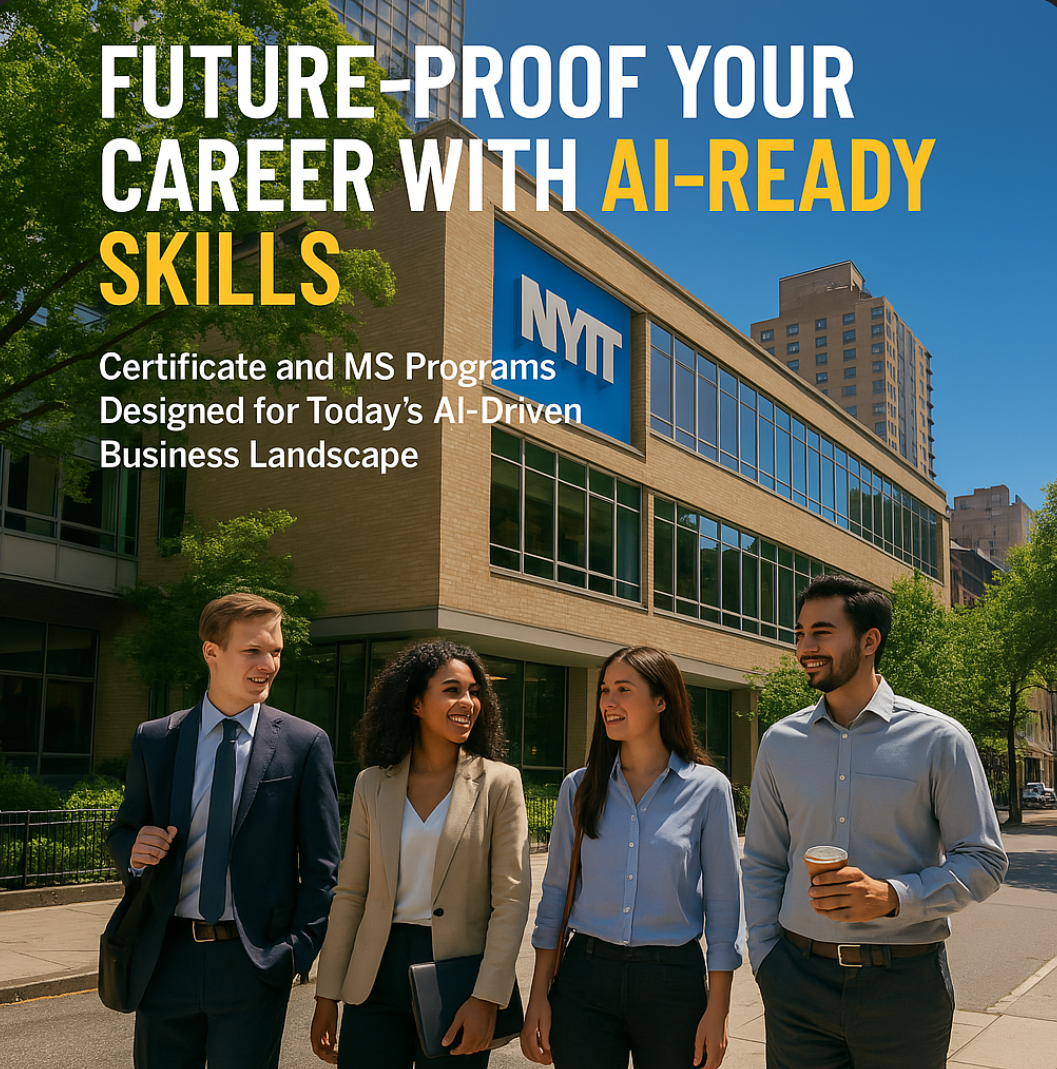 FUTURE-PROOF YOUR
CAREER WITH AI-READY
SKILLS
NYIT
Certificate and MS Programs
Designed for Today's AI-Driven
Business Landscape